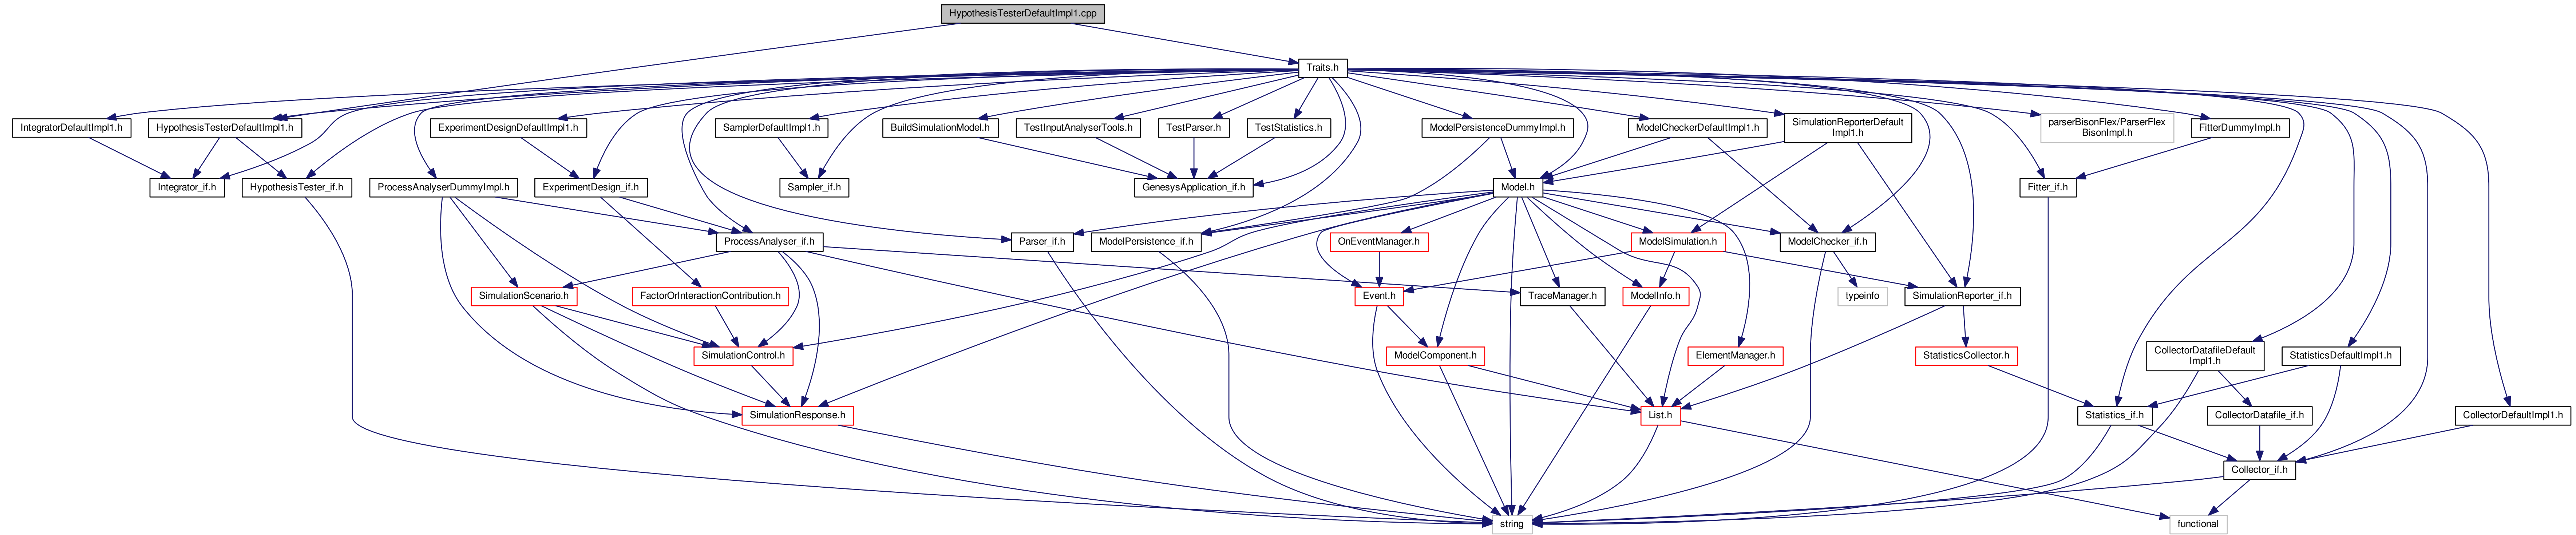 HypothesisTesterDefaultImpl1.cpp
Traits.h
IntegratorDefaultImpl1.h
HypothesisTesterDefaultImpl1.h
ExperimentDesignDefaultImpl1.h
SamplerDefaultImpl1.h
BuildSimulationModel.h
TestInputAnalyserTools.h
TestParser.h
TestStatistics.h
ModelPersistenceDummyImpl.h
ModelCheckerDefaultImpl1.h
SimulationReporterDefault
Impl1.h
parserBisonFlex/ParserFlex
BisonImpl.h
FitterDummyImpl.h
Integrator_if.h
HypothesisTester_if.h
ProcessAnalyserDummyImpl.h
ExperimentDesign_if.h
Sampler_if.h
GenesysApplication_if.h
Model.h
Fitter_if.h
ProcessAnalyser_if.h
Parser_if.h
ModelPersistence_if.h
OnEventManager.h
ModelSimulation.h
ModelChecker_if.h
SimulationScenario.h
FactorOrInteractionContribution.h
Event.h
TraceManager.h
ModelInfo.h
typeinfo
SimulationReporter_if.h
SimulationControl.h
ModelComponent.h
ElementManager.h
StatisticsCollector.h
CollectorDatafileDefault
Impl1.h
StatisticsDefaultImpl1.h
SimulationResponse.h
List.h
Statistics_if.h
CollectorDatafile_if.h
CollectorDefaultImpl1.h
Collector_if.h
string
functional